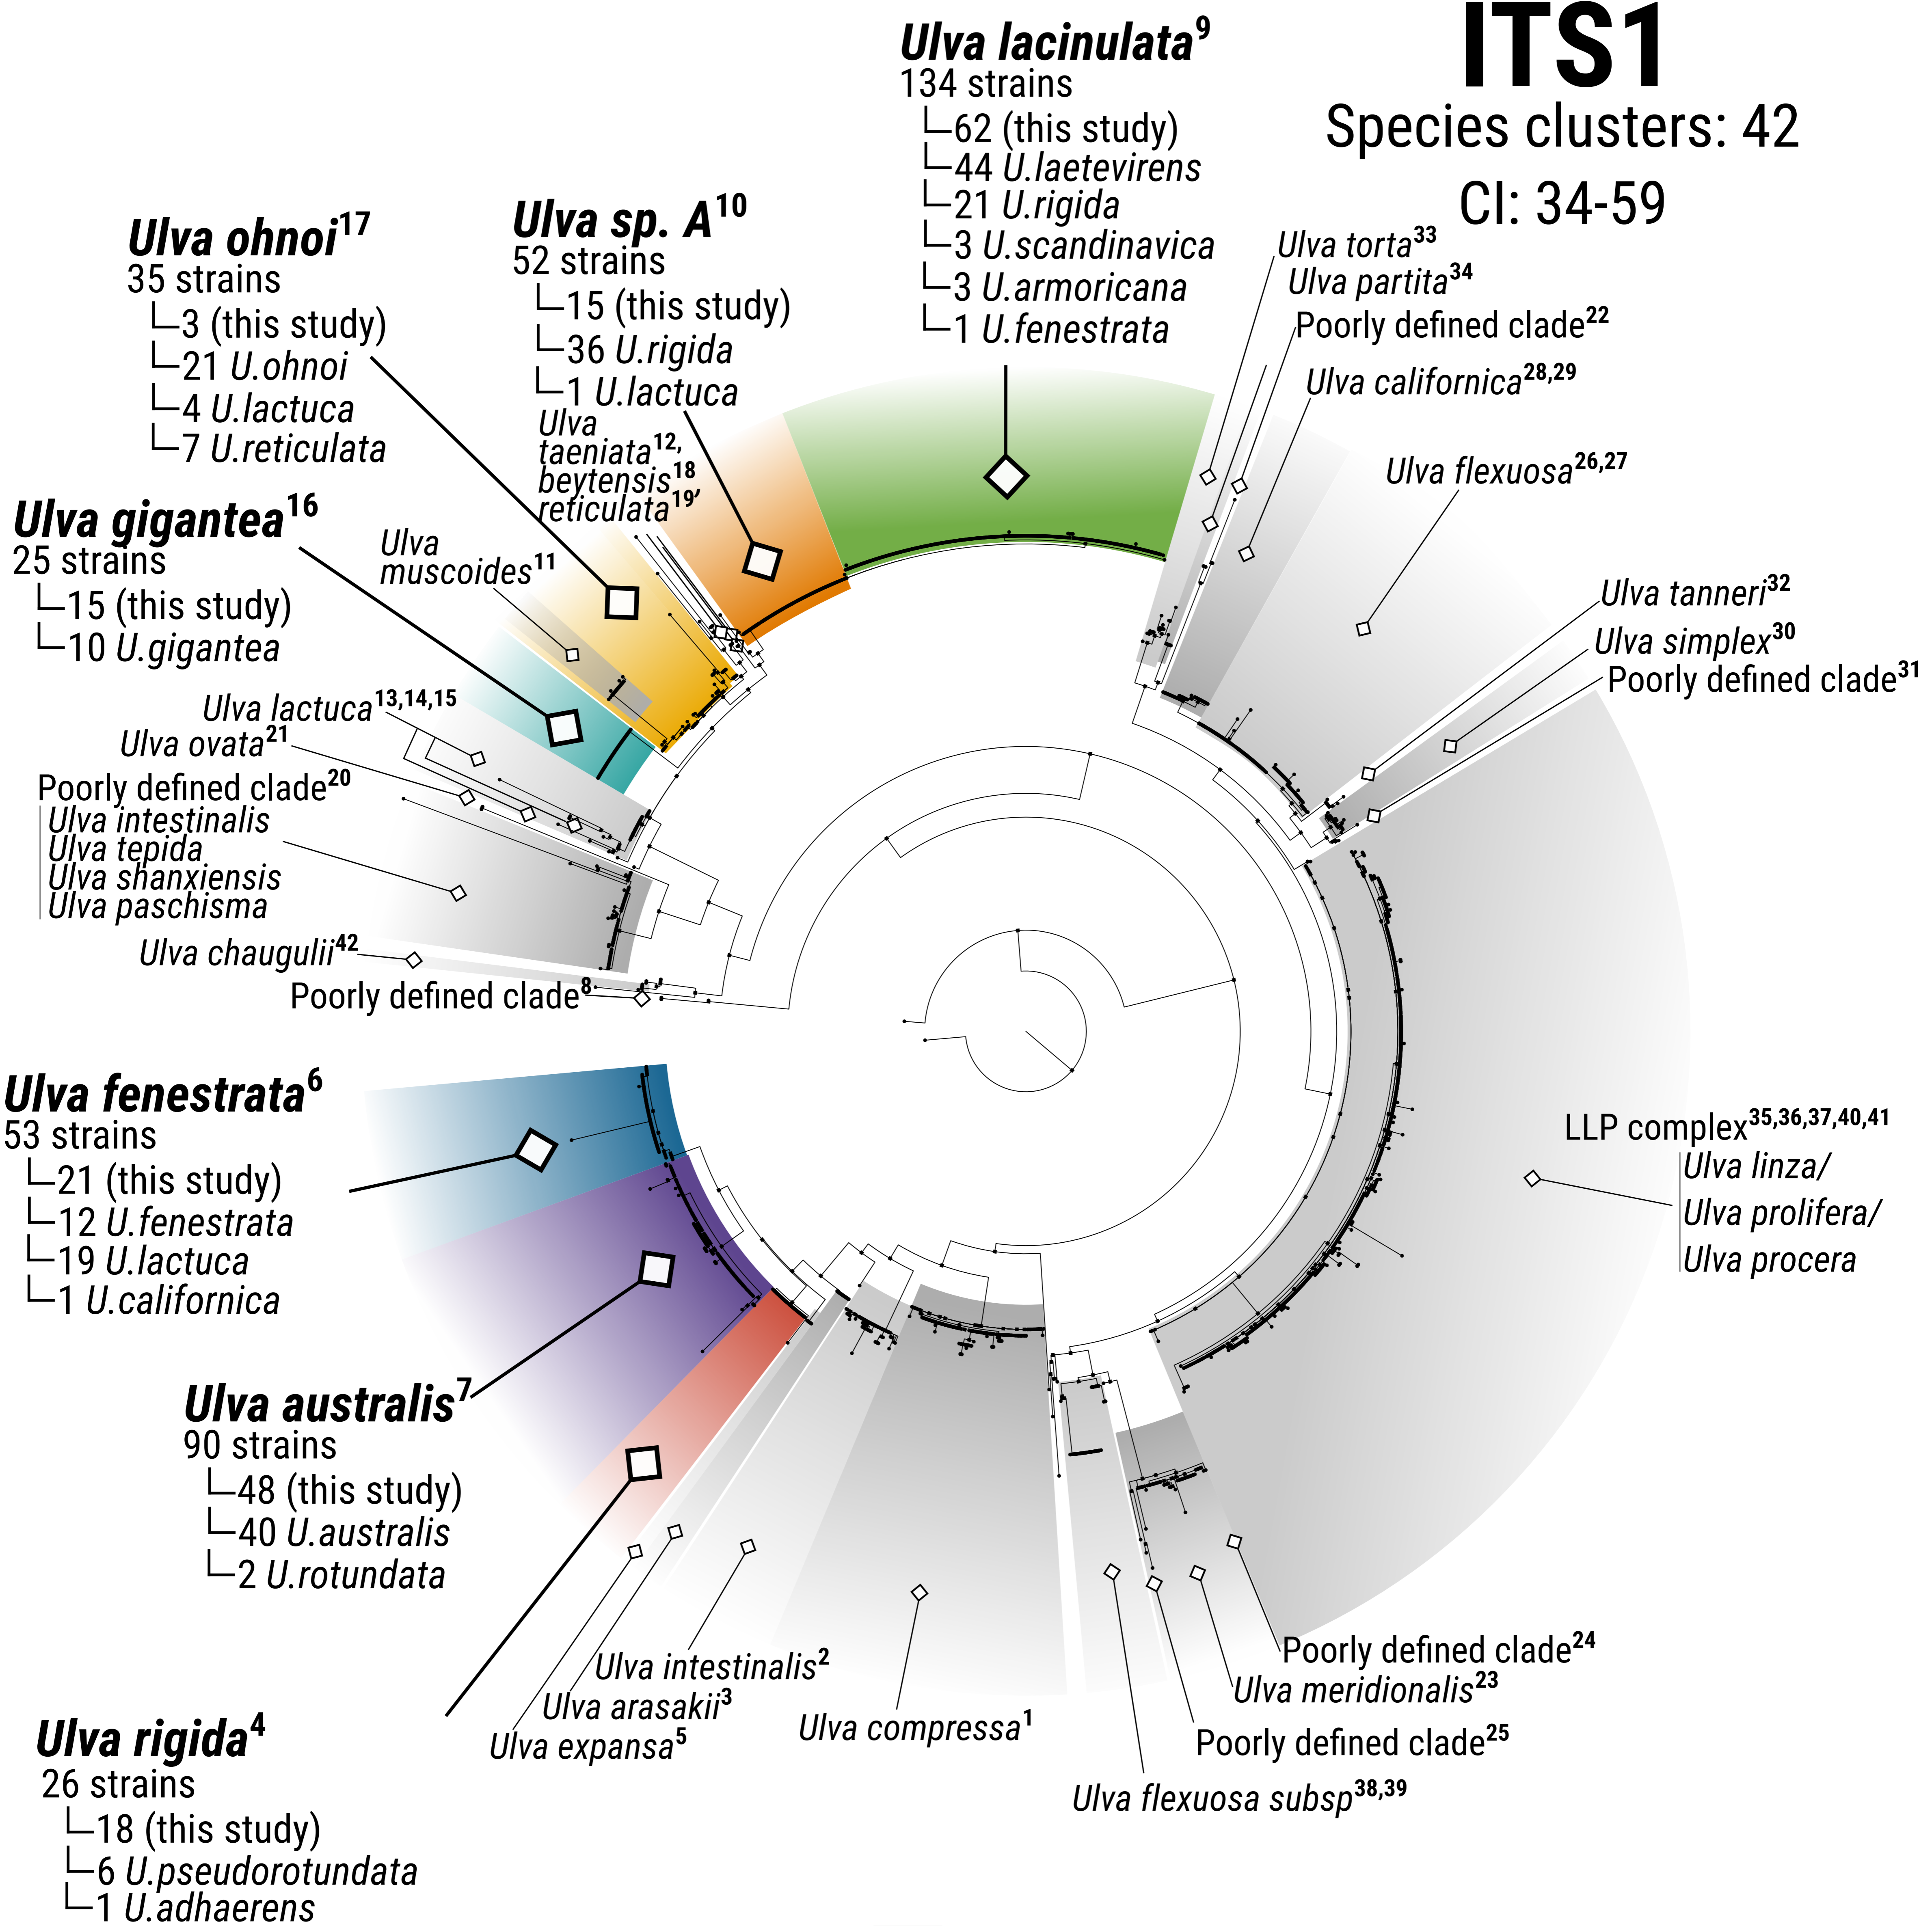 ITS1
Species clusters: 42
CI: 34-59
Ulva lacinulata9
134 strains
62 (this study)
44 U.laetevirens
21 U.rigida
3 U.scandinavica
3 U.armoricana
1 U.fenestrata
Ulva sp. A10
52 strains
15 (this study)
36 U.rigida
1 U.lactuca
Ulva
taeniata12,
beytensis18
reticulata19,
Ulva ohnoi17
35 strains
3 (this study)
21 U.ohnoi
4 U.lactuca
7 U.reticulata
Ulva gigantea16
25 strains
15 (this study)
10 U.gigantea
Ulva
muscoides11
Ulva lactuca13,14,15
Ulva ovata21
Poorly defined clade20
Ulva intestinalis
Ulva tepida
Ulva shanxiensis
Ulva paschisma
Ulva chaugulii42
Poorly defined clade8
Ulva fenestrata6
53 strains
21 (this study)
12 U.fenestrata
19 U.lactuca
1 U.californica
Ulva australis7
90 strains
48 (this study)
40 U.australis
2 U.rotundata
Ulva rigida4
26 strains
18 (this study)
6 U.pseudorotundata
1 U.adhaerens
Ulva intestinalis2
Ulva arasakii3
Ulva expansa5
Ulva compressa1
Ulva flexuosa subsp38,39
Poorly defined clade25
Ulva meridionalis23
Poorly defined clade24
LLP complex35,36,37,40,41
Ulva linza/
Ulva prolifera/
Ulva procera
Poorly defined clade31
Ulva simplex30
Ulva tanneri32
Ulva flexuosa26,27
Ulva californica28,29
Poorly defined clade22
Ulva partita34
Ulva torta33